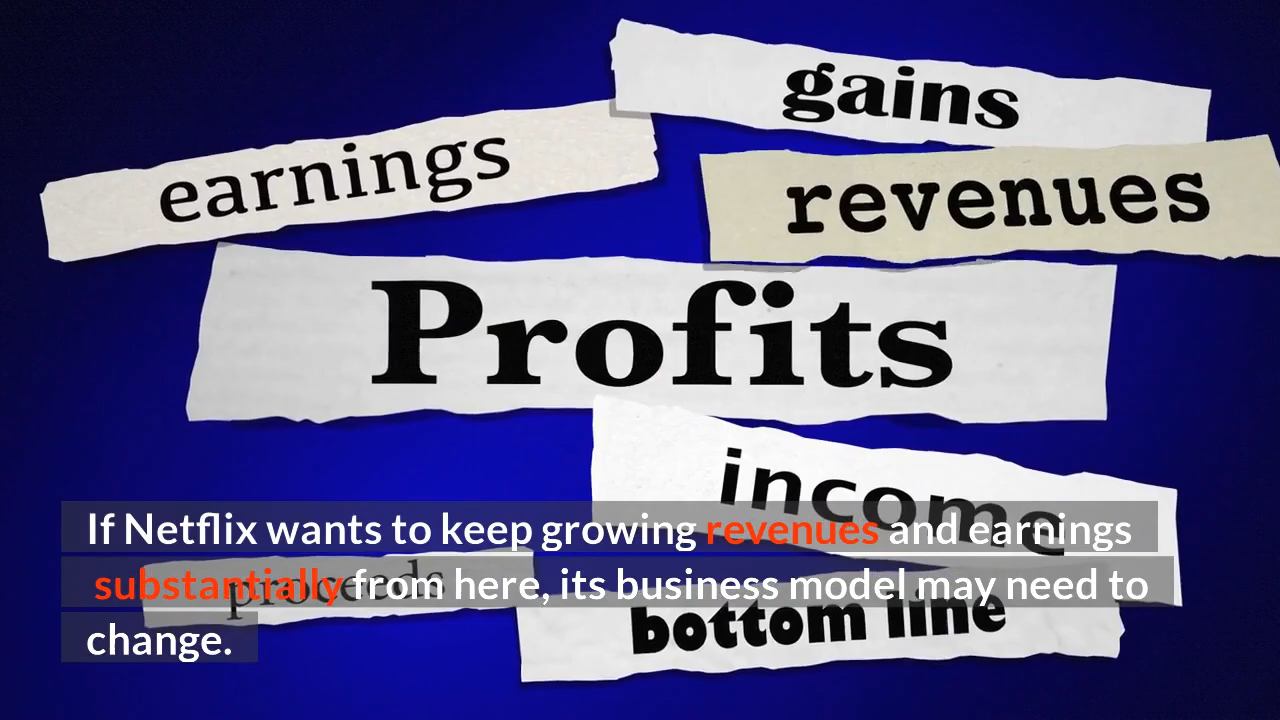 gains
earnings
revenues
Profits
income
If Netflix wants to keep growing revenues and earnings
substantially from here, its business model may need to
change.
proceeds
bottom line